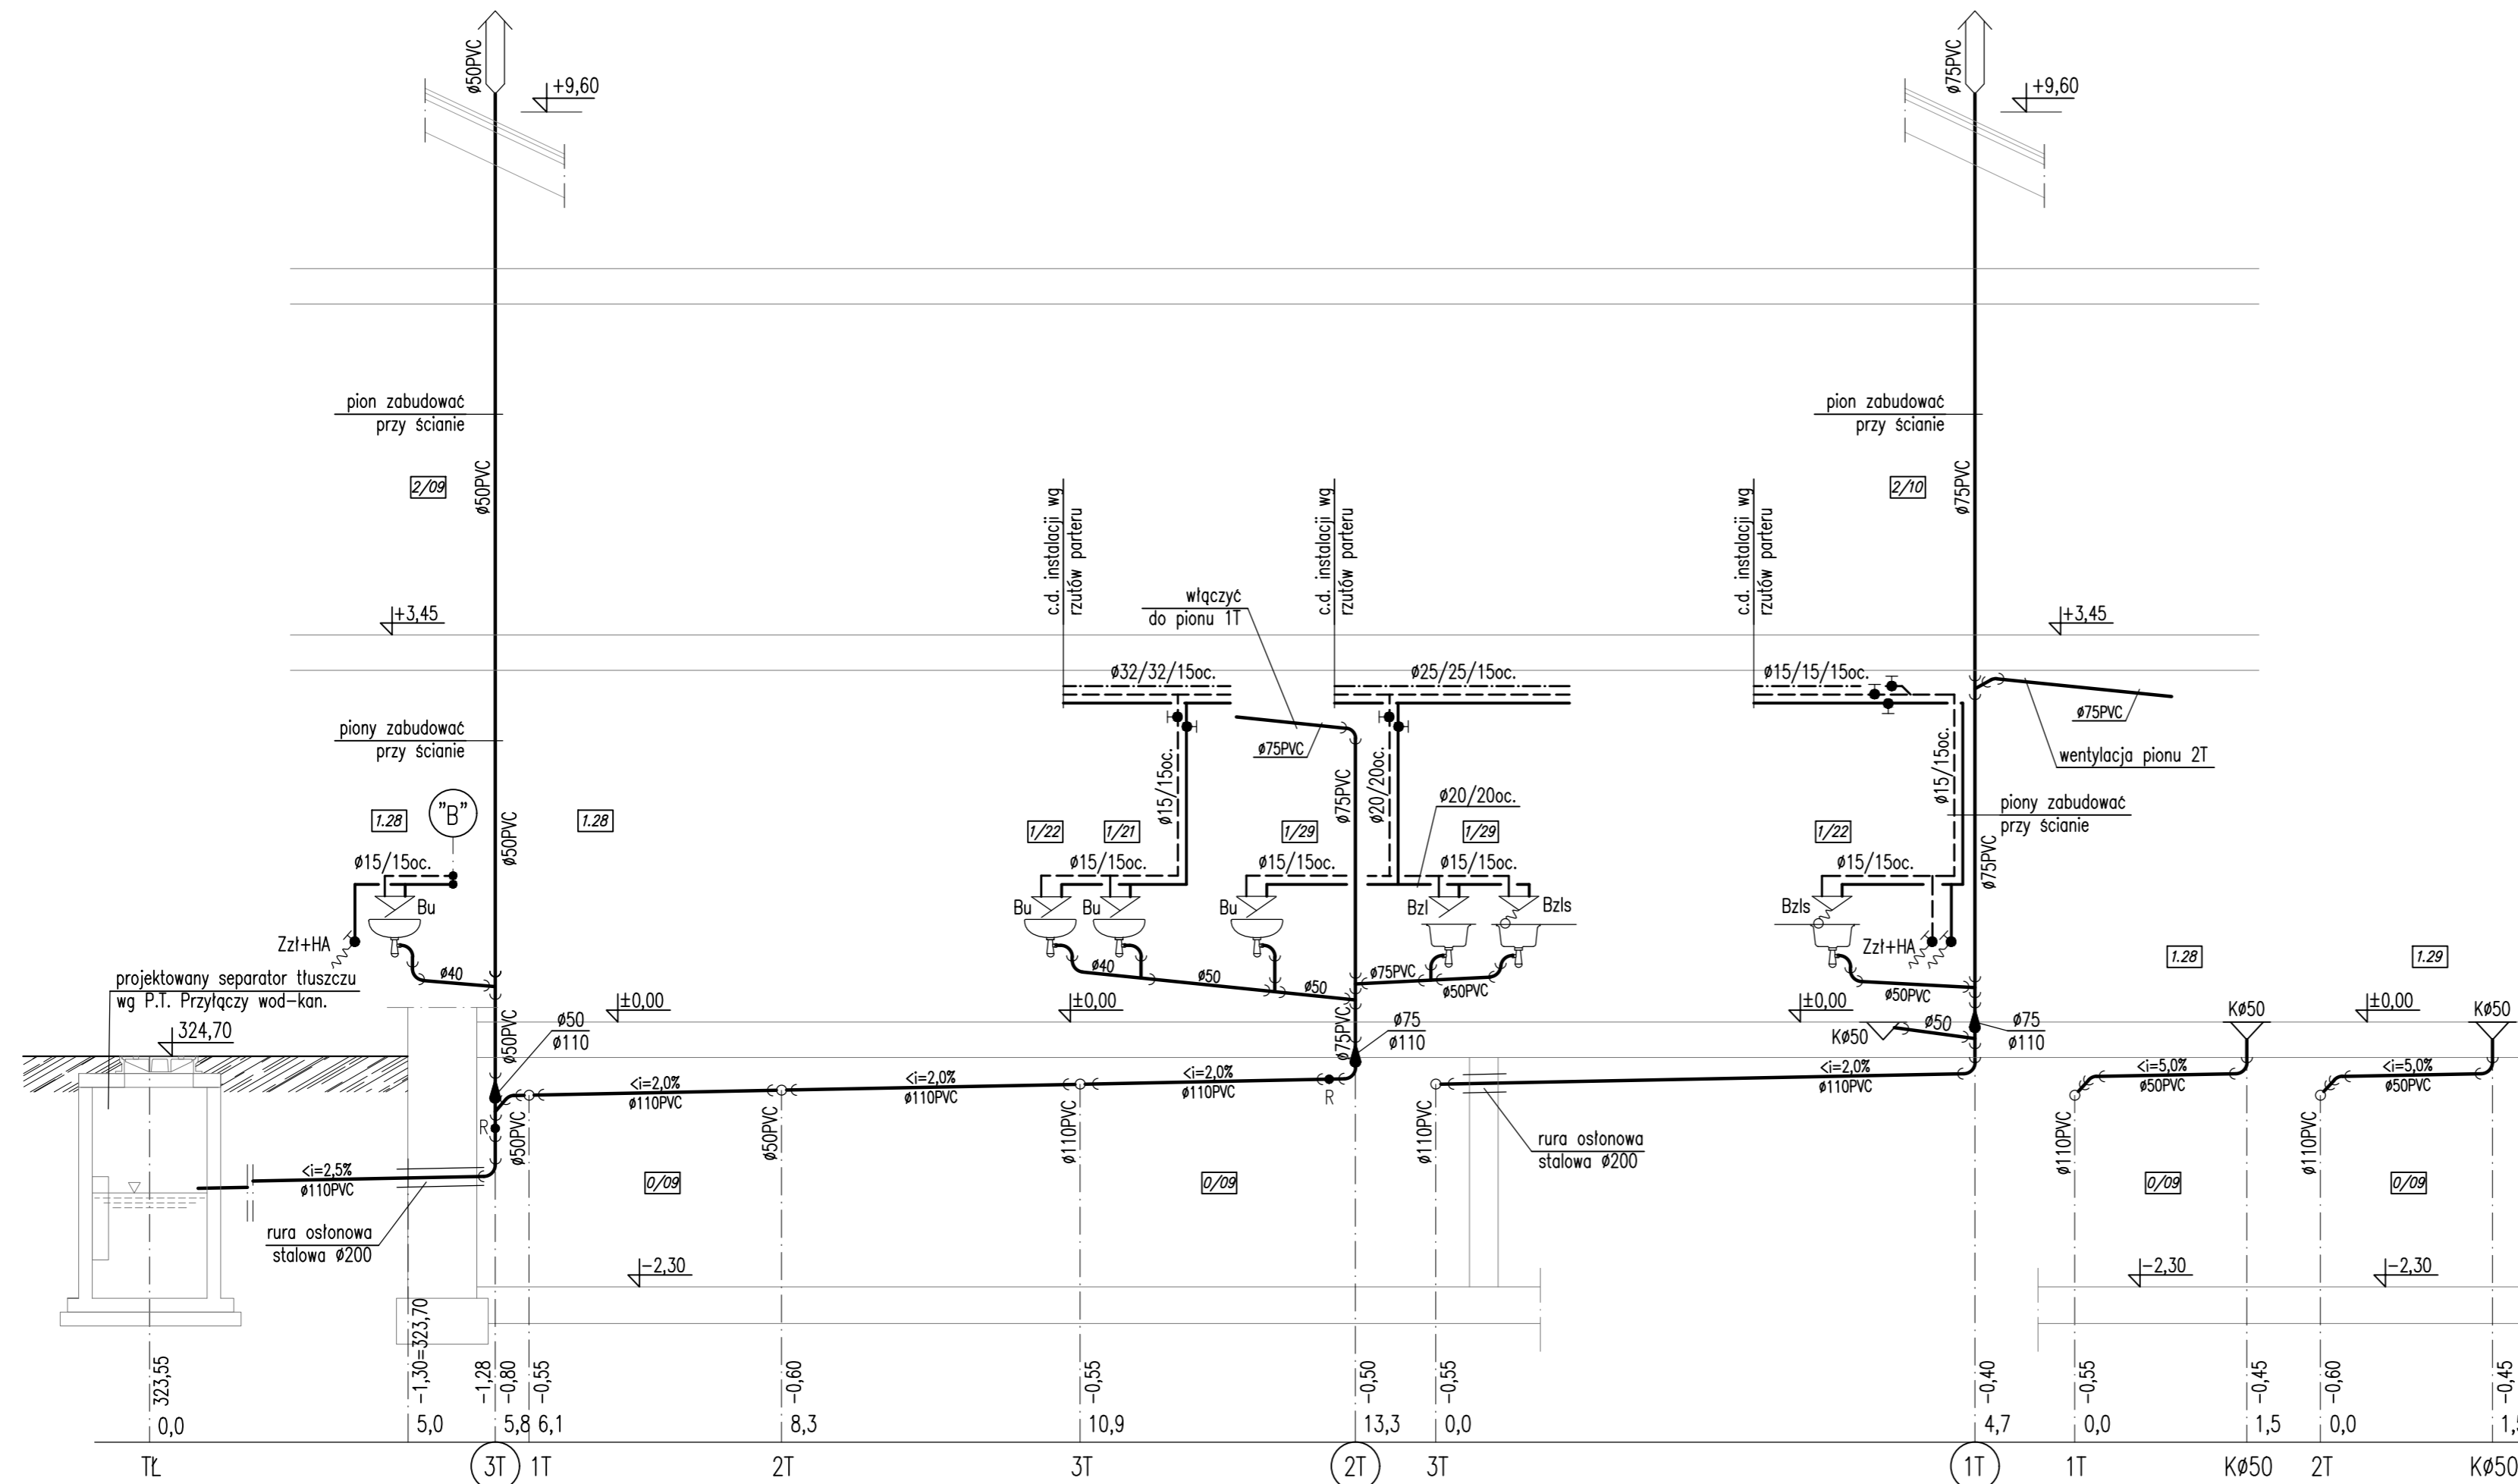 ø50PVC
+9,60
ø75PVC
+9,60
pion zabudować
przy ścianie
pion zabudować
przy ścianie
2/09
ø50PVC
c.d. instalacji wg
rzutów parteru
c.d. instalacji wg
rzutów parteru
c.d. instalacji wg
rzutów parteru
2/10
ø75PVC
+3,45
włączyć
do pionu 1T
+3,45
ø32/32/15oc.
ø25/25/15oc.
ø15/15/15oc.
ø75PVC
piony zabudować
przy ścianie
ø75PVC
wentylacja pionu 2T
ø15/15oc.
ø75PVC
ø20/20oc.
ø15/15oc.
ø20/20oc.
piony zabudować
przy ścianie
1.28
"B"
ø50PVC
1.28
1/22
1/21
1/29
1/29
1/22
ø15/15oc.
ø15/15oc.
ø15/15oc.
ø15/15oc.
ø15/15oc.
ø75PVC
Bu
Bu
Bu
Bu
Bzl
Bzls
Bzls
Zzł+HA
Zzł+HA
1.28
1.29
projektowany separator tłuszczu
wg P.T. Przyłączy wod-kan.
ø40
ø40
ø50
ø50
ø75PVC
ø50PVC
ø50PVC
324,70
ø50PVC
±0,00
±0,00
±0,00
±0,00
ø50
ø110
ø75PVC
ø75
ø110
Kø50
ø50
ø75
ø110
Kø50
Kø50
<i=2,0%
ø110PVC
<i=2,0%
ø110PVC
<i=2,0%
ø110PVC
<i=2,0%
ø110PVC
<i=5,0%
ø50PVC
<i=5,0%
ø50PVC
R
R
ø50PVC
ø50PVC
ø110PVC
ø110PVC
ø110PVC
ø110PVC
rura osłonowa
stalowa ø200
<i=2,5%
ø110PVC
0/09
0/09
0/09
0/09
rura osłonowa
stalowa ø200
-2,30
-2,30
-2,30
323,55
-1,30=323,70
-1,28
-0,80
-0,55
-0,60
-0,55
-0,50
-0,55
-0,40
-0,55
-0,45
-0,60
-0,45
0,0
5,0
5,8
6,1
8,3
10,9
13,3
0,0
4,7
0,0
1,5
0,0
TŁ
3T
1T
2T
3T
2T
3T
1T
1T
Kø50
2T
Kø50